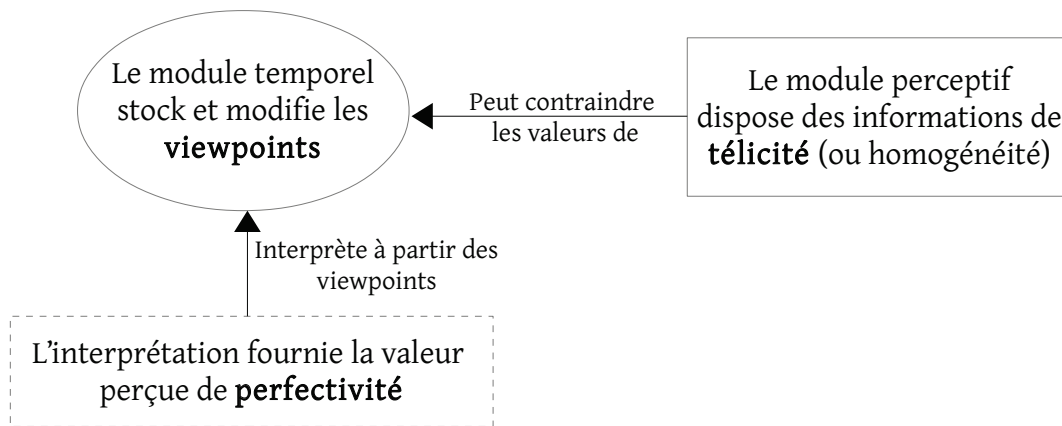 Le module temporel
stock et modifie les
viewpoints
Peut contraindre
les valeurs de
Le module perceptif
dispose des informations de
télicité (ou homogénéité)
Interprète à partir des
viewpoints
L'interprétation fournie la valeur
perçue de perfectivité